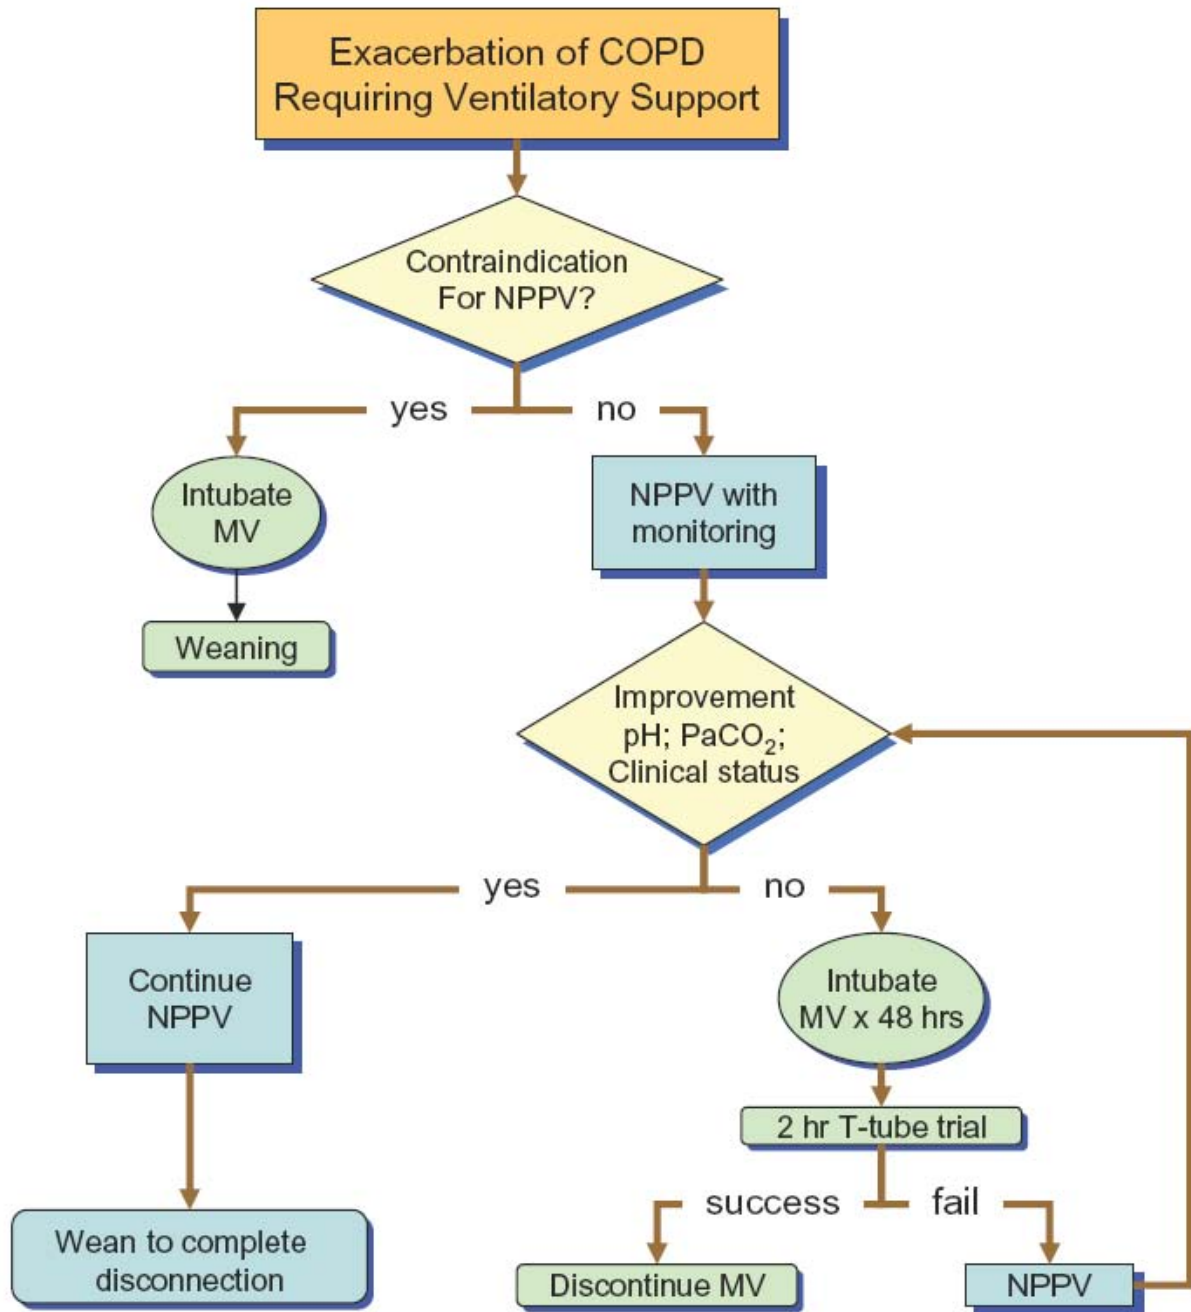 Exacerbation of COPD
Requiring Ventilatory Support
Contraindication
For NPPV?
yes
no
Intubate
MV
NPPV with
monitoring
Weaning
Improvement
pH; PaCO₂;
Clinical status
yes
no
Continue
NPPV
Intubate
MV x 48 hrs
2 hr T-tube trial
success
fail
Wean to complete
disconnection
Discontinue MV
NPPV